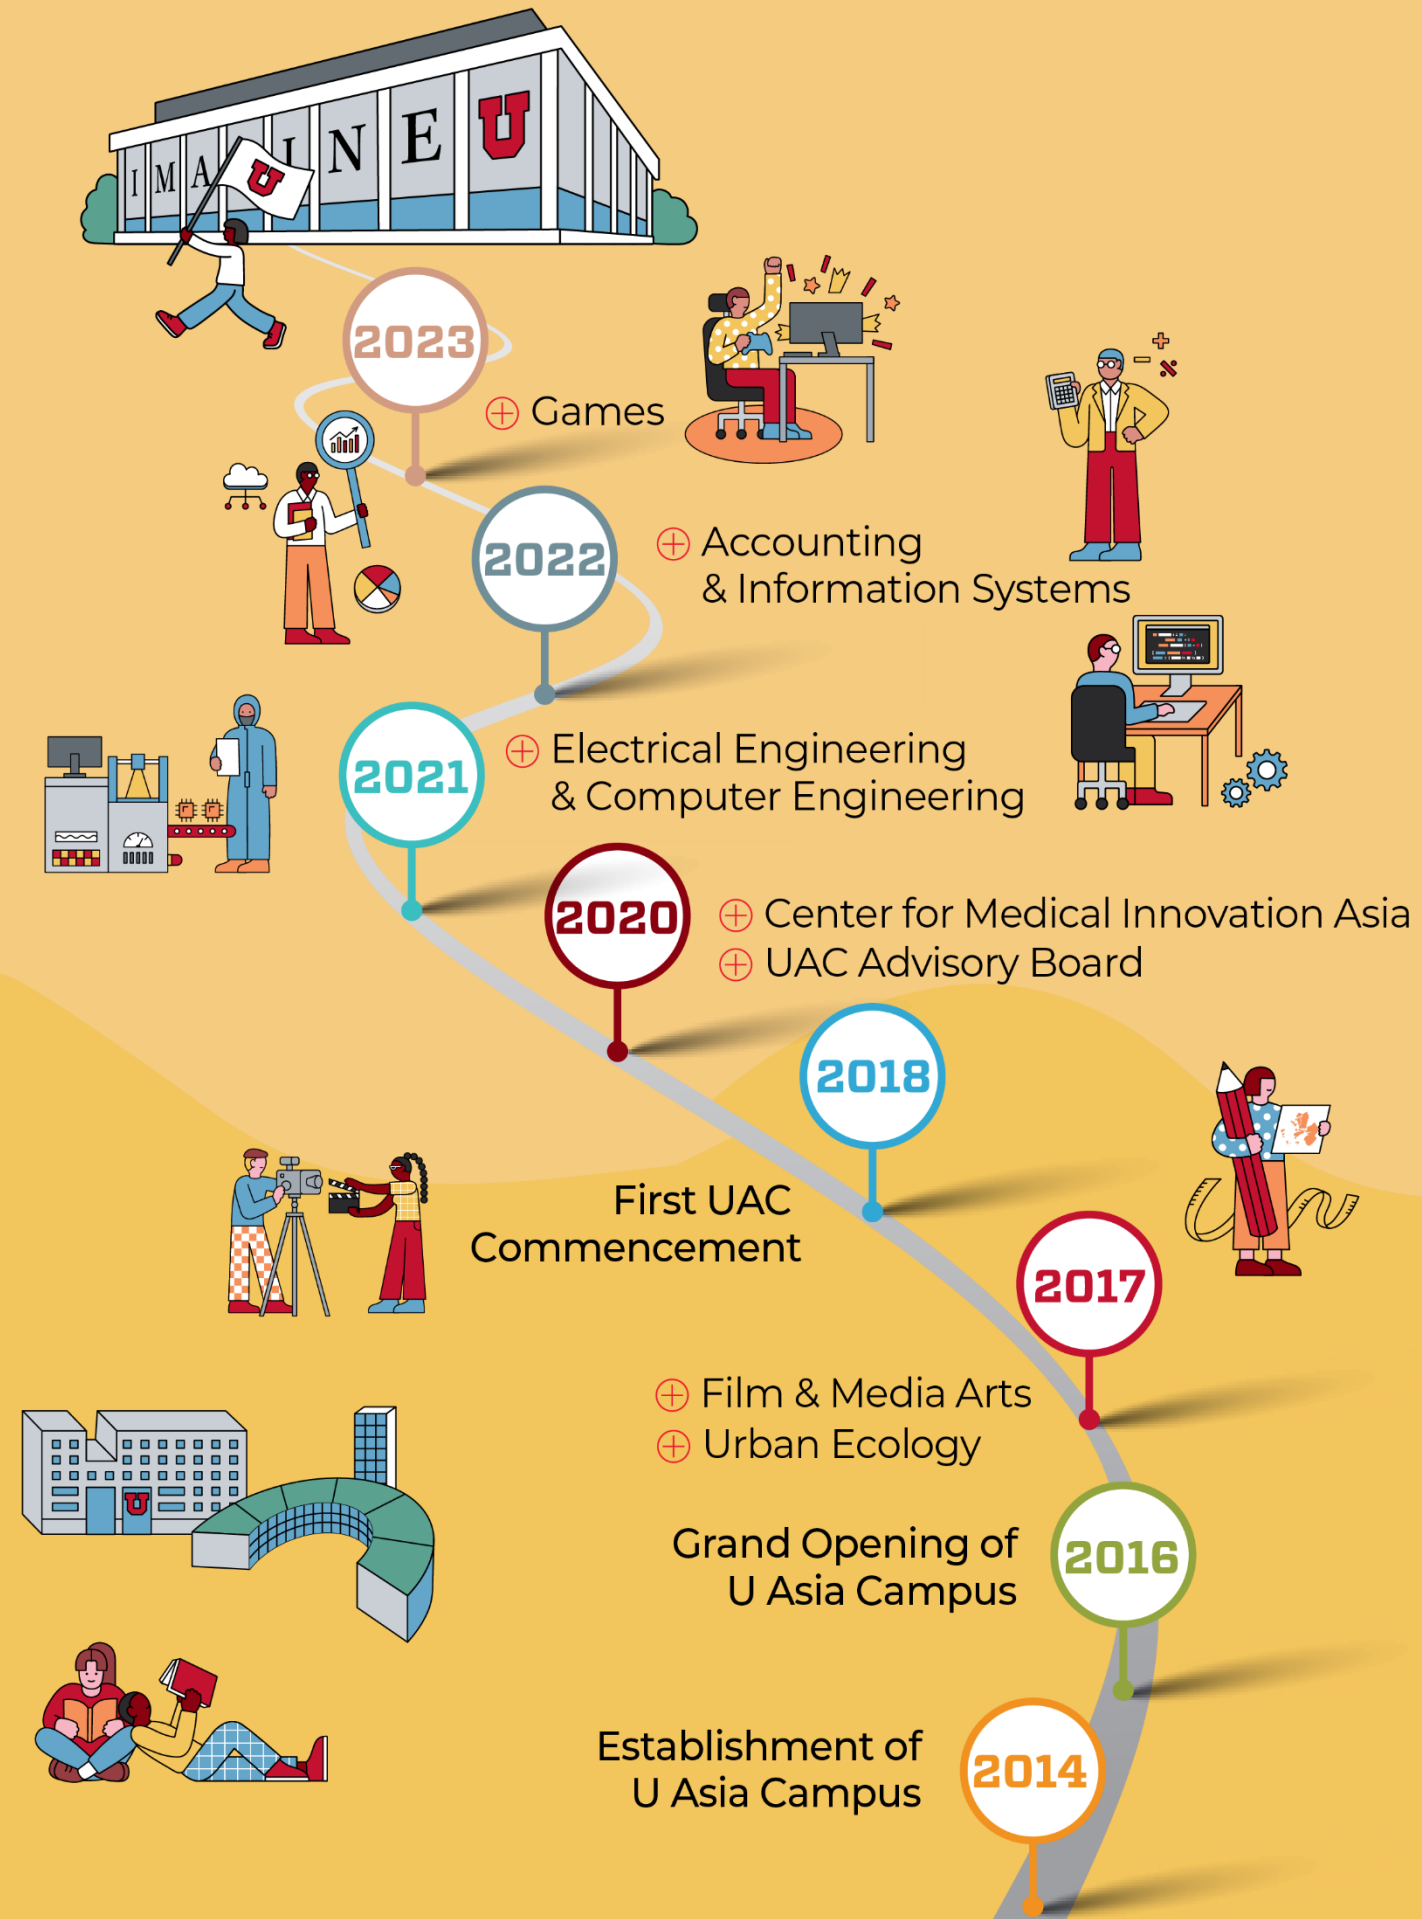 IMA INE U
U
2023
⊕ Games
2022
⊕ Accounting
& Information Systems
2021
⊕ Electrical Engineering
& Computer Engineering
2020
⊕ Center for Medical Innovation Asia
⊕ UAC Advisory Board
2018
First UAC
Commencement
2017
⊕ Film & Media Arts
⊕ Urban Ecology
U
Grand Opening of
U Asia Campus
2016
Establishment of
U Asia Campus
2014